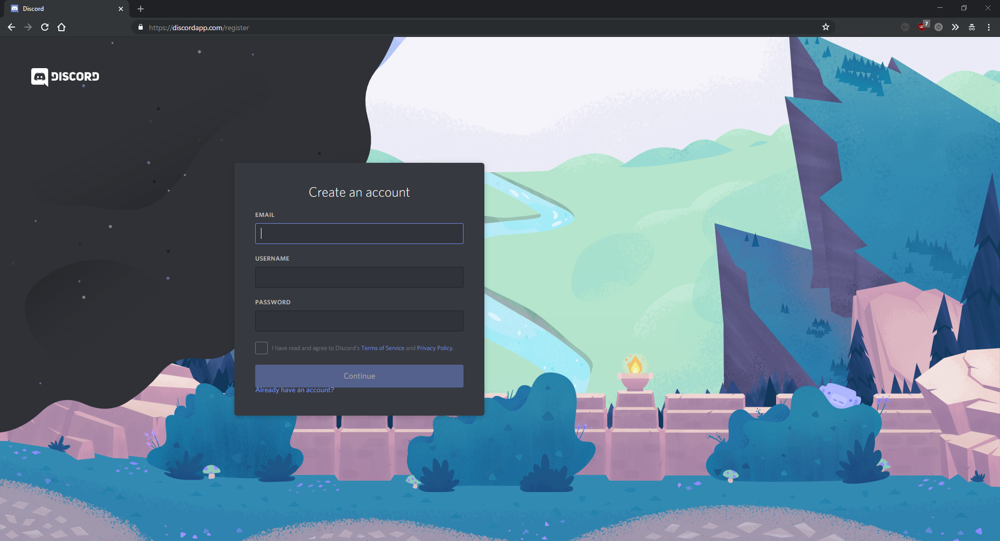 Discord
https://discordapp.com/register
7
DISCORD
Create an account
EMAIL
USERNAME
PASSWORD
I have read and agree to Discord's Terms of Service and Privacy Policy.
Continue
Already have an account?